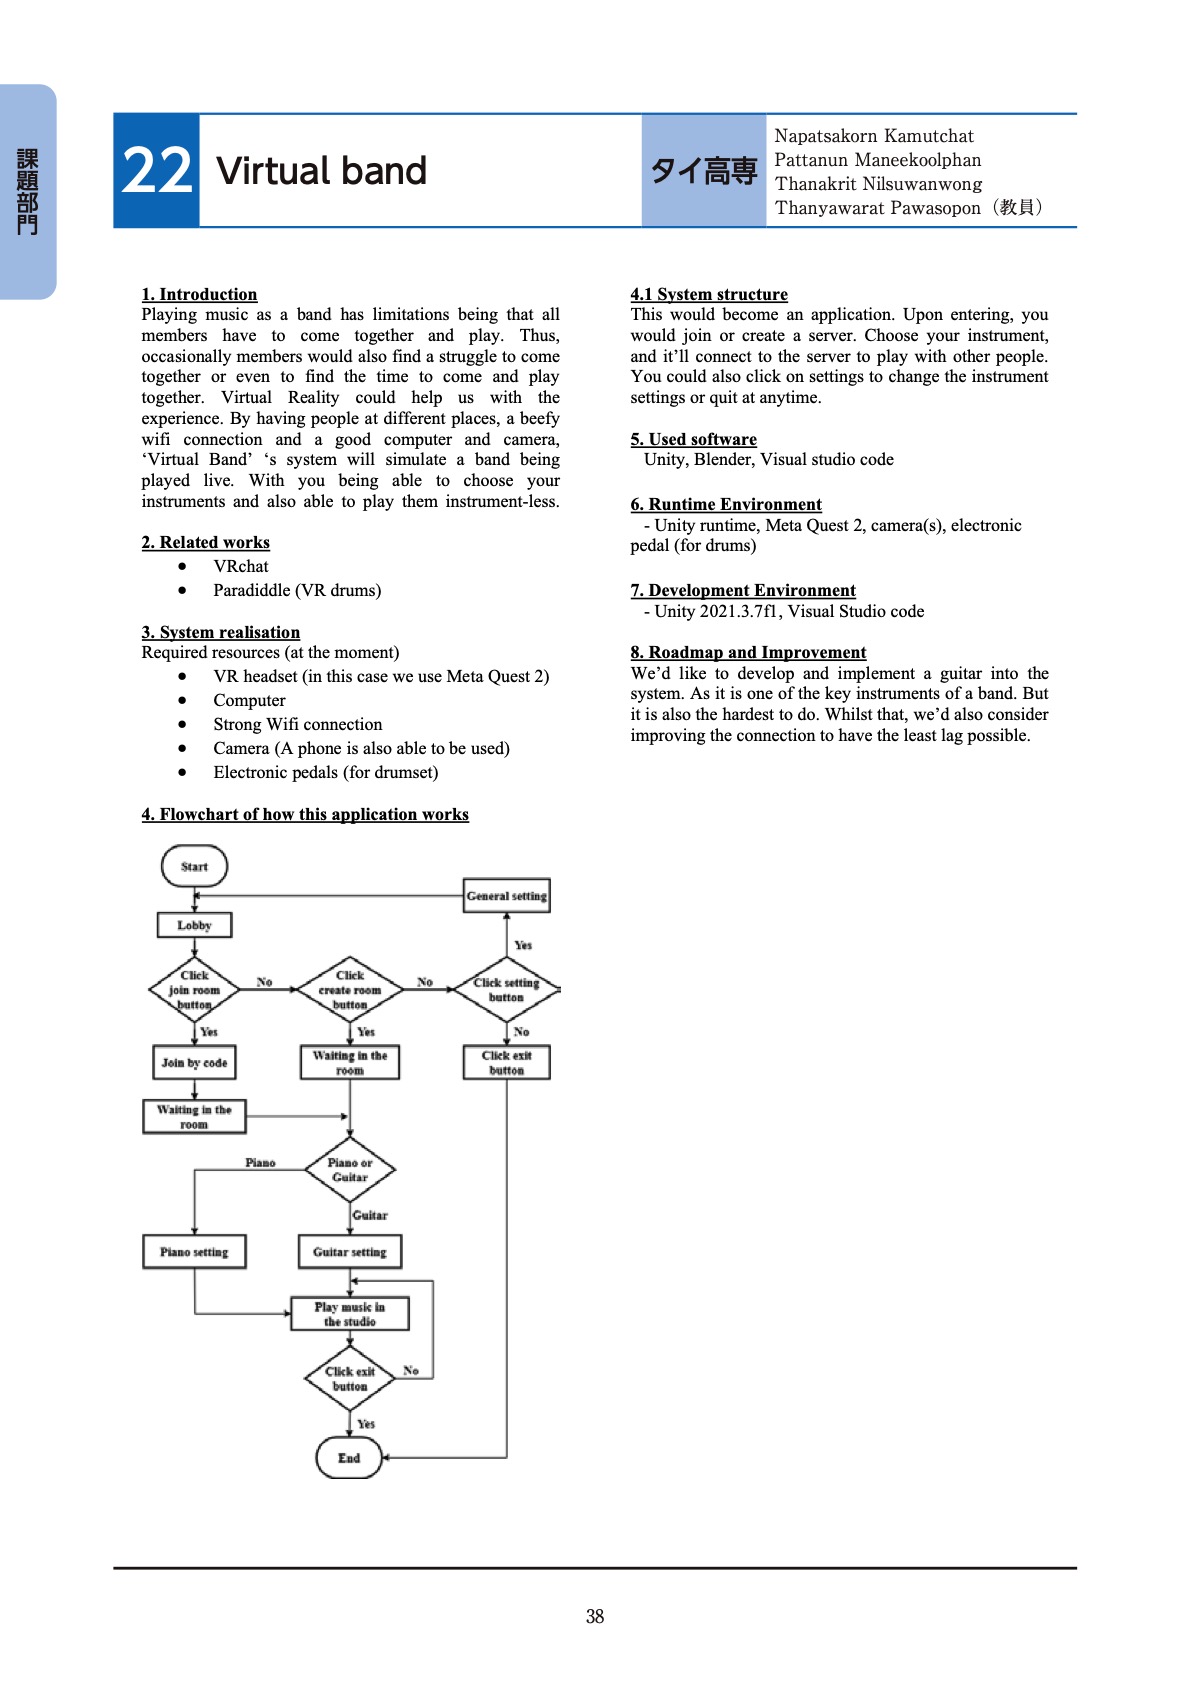 課題部門
22
Virtual band
タイ高専
Napatsakorn Kamutchat
Pattanun Maneekoolphan
Thanakrit Nilsuwanwong
Thanyawarat Pawasopon（教員）
1. Introduction
Playing music as a band has limitations being that all
members have to come together and play. Thus,
occasionally members would also find a struggle to come
together or even to find the time to come and play
together. Virtual Reality could help us with the
experience. By having people at different places, a beefy
wifi connection and a good computer and camera,
‘Virtual Band’ ‘s system will simulate a band being
played live. With you being able to choose your
instruments and also able to play them instrument-less.
2. Related works
• VRchat
• Paradiddle (VR drums)
3. System realisation
Required resources (at the moment)
• VR headset (in this case we use Meta Quest 2)
• Computer
• Strong Wifi connection
• Camera (A phone is also able to be used)
• Electronic pedals (for drumset)
4. Flowchart of how this application works
Start
General setting
Lobby
Yes
Click
join room
button
No
Click
create room
button
No
Click setting
button
Yes
Yes
No
Join by code
Waiting in the
room
Click exit
button
Waiting in the
room
Piano
Piano or
Guitar
Guitar
Piano setting
Guitar setting
Play music in
the studio
Click exit
button
No
Yes
End
4.1 System structure
This would become an application. Upon entering, you
would join or create a server. Choose your instrument,
and it’ll connect to the server to play with other people.
You could also click on settings to change the instrument
settings or quit at anytime.
5. Used software
Unity, Blender, Visual studio code
6. Runtime Environment
- Unity runtime, Meta Quest 2, camera(s), electronic
pedal (for drums)
7. Development Environment
- Unity 2021.3.7f1, Visual Studio code
8. Roadmap and Improvement
We’d like to develop and implement a guitar into the
system. As it is one of the key instruments of a band. But
it is also the hardest to do. Whilst that, we’d also consider
improving the connection to have the least lag possible.
38